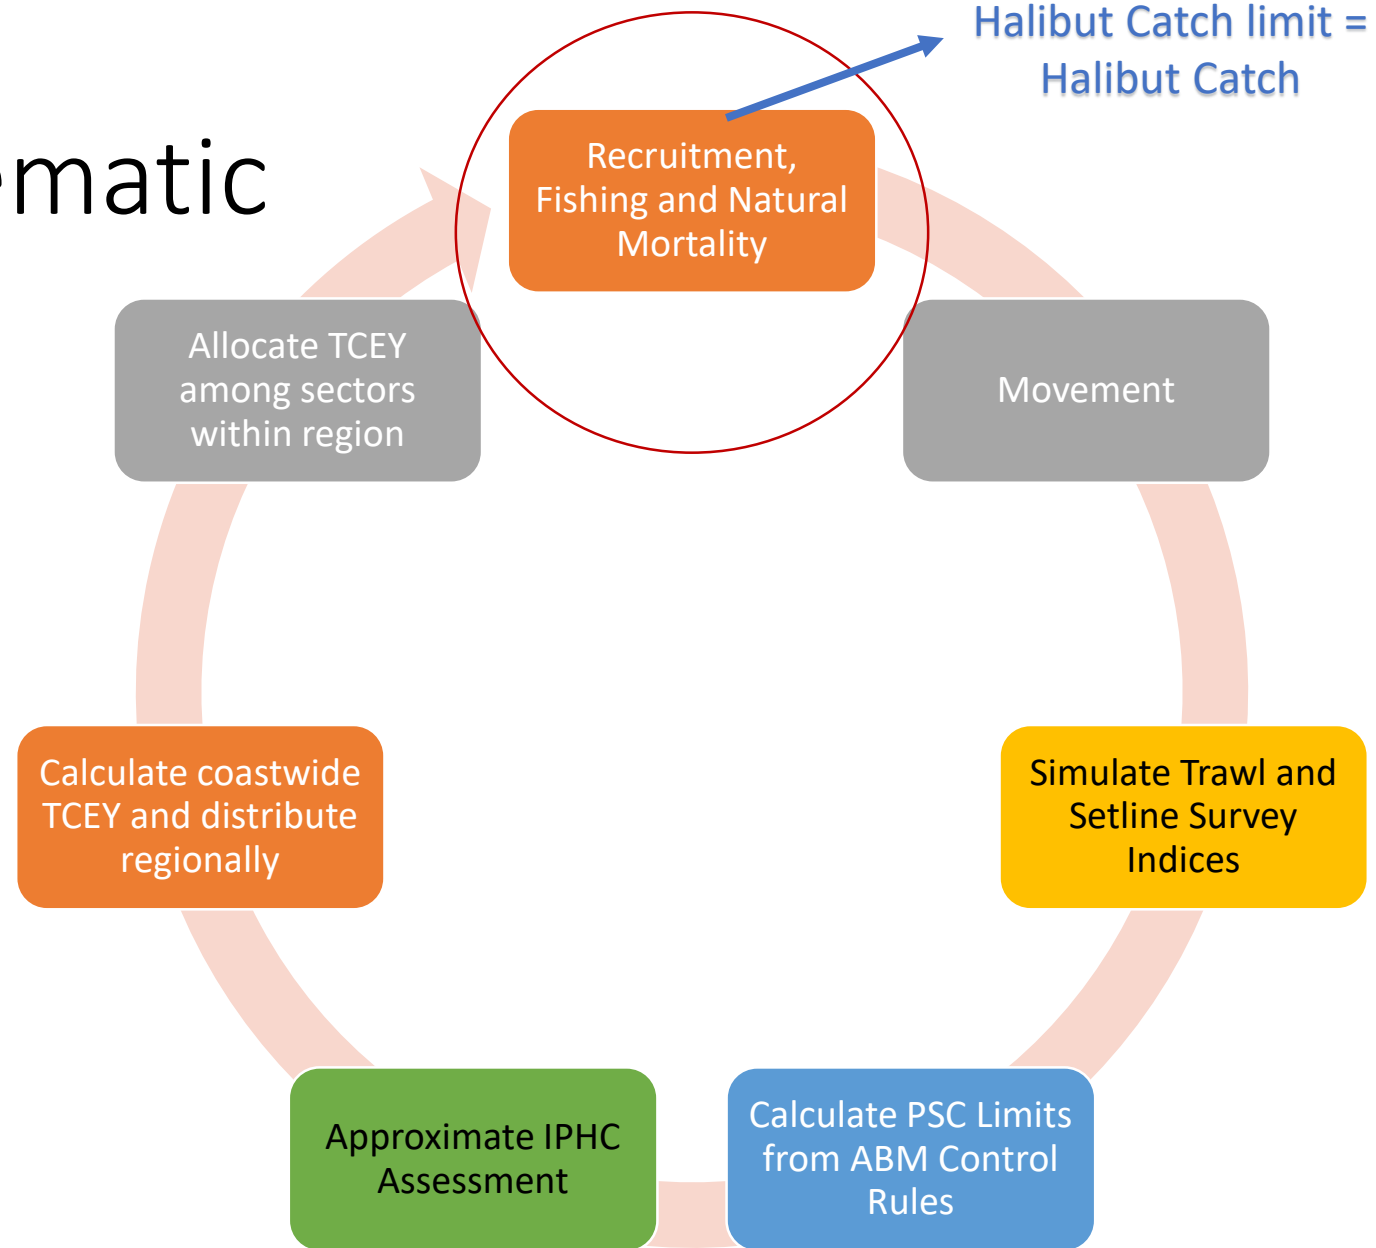 Halibut Catch limit =
Halibut Catch
ematic
Recruitment,
Fishing and Natural
Mortality
Movement
Simulate Trawl and
Setline Survey
Indices
Calculate PSC Limits
from ABM Control
Rules
Approximate IPHC
Assessment
Calculate coastwide
TCEY and distribute
regionally
Allocate TCEY
among sectors
within region